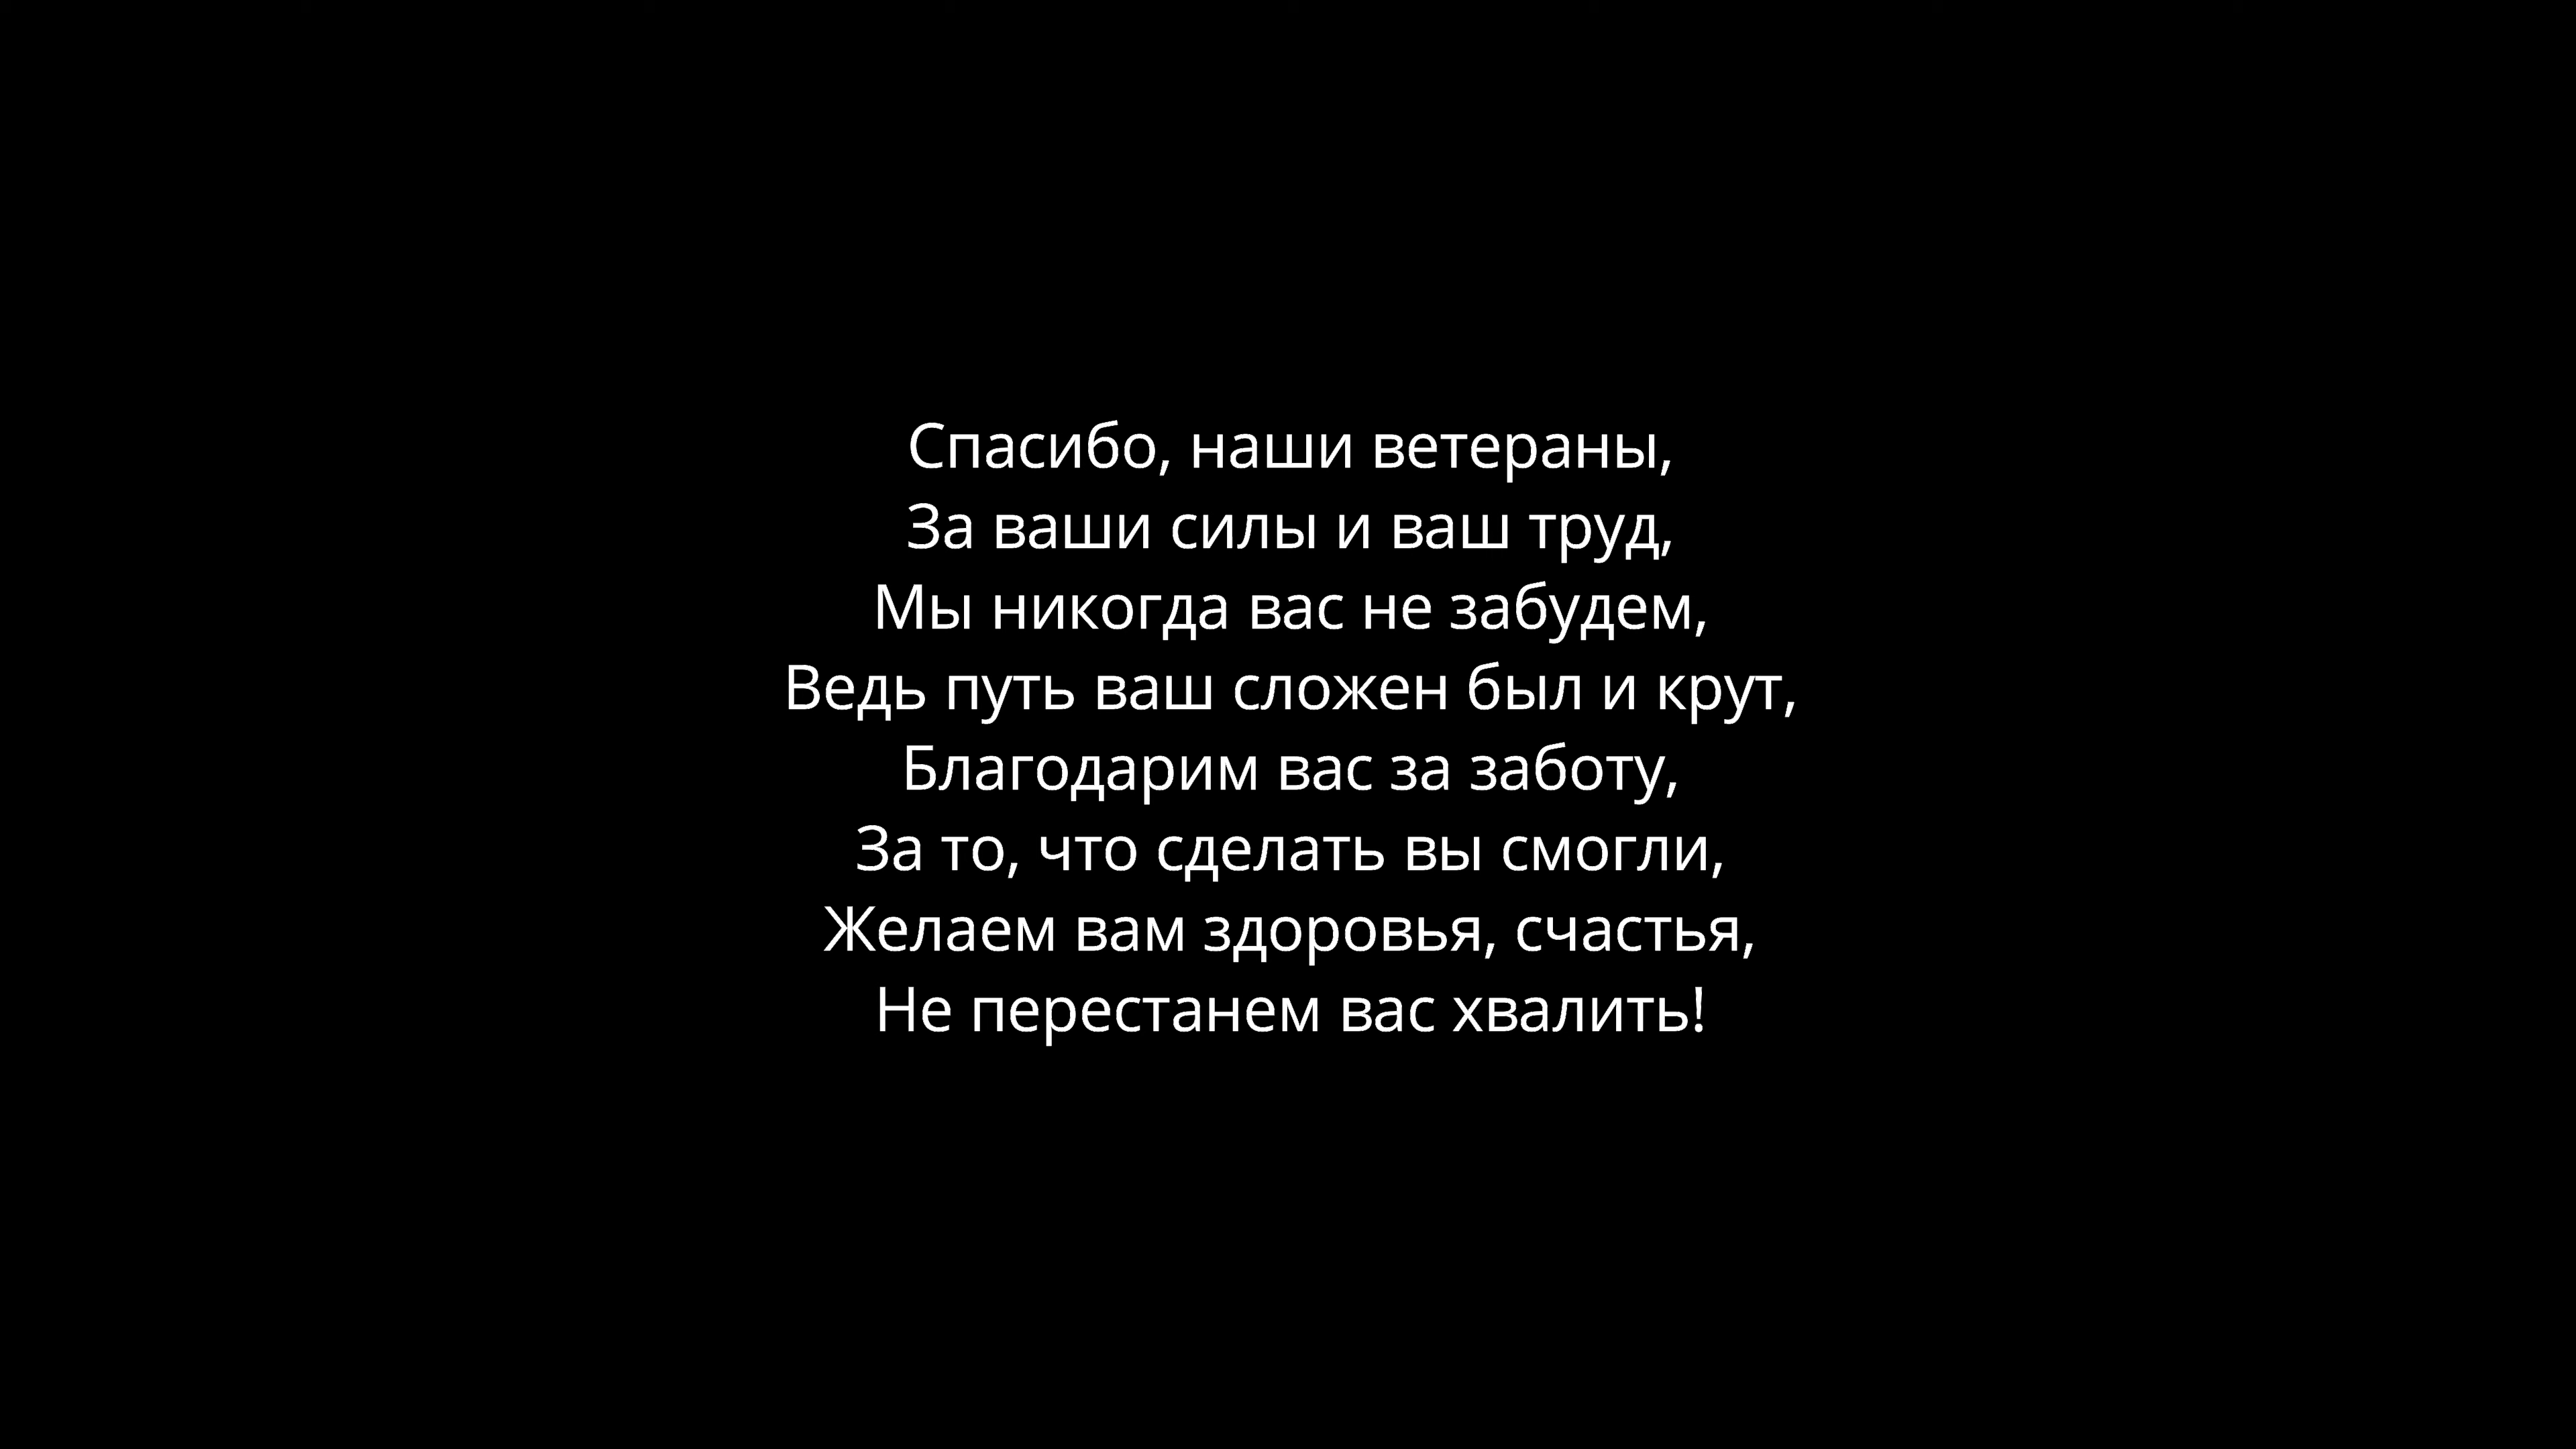 Спасибо, наши ветераны,
За ваши силы и ваш труд,
Мы никогда вас не забудем,
Ведь путь ваш сложен был и крут,
Благодарим вас за заботу,
За то, что сделать вы смогли,
Желаем вам здоровья, счастья,
Не перестанем вас хвалить!